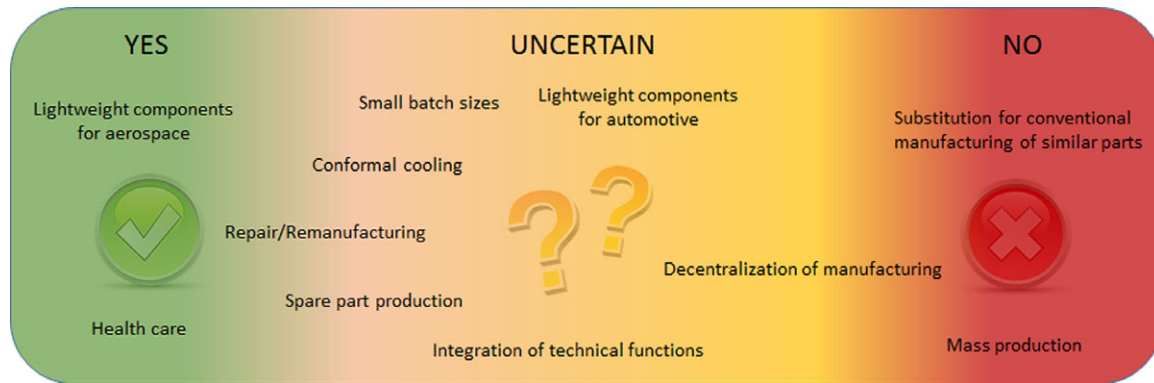 YES
UNCERTAIN
NO
Lightweight components
for aerospace
Small batch sizes
Lightweight components
for automotive
Substitution for conventional
manufacturing of similar parts
Conformal cooling
Repair/Remanufacturing
Decentralization of manufacturing
Spare part production
Health care
Integration of technical functions
Mass production